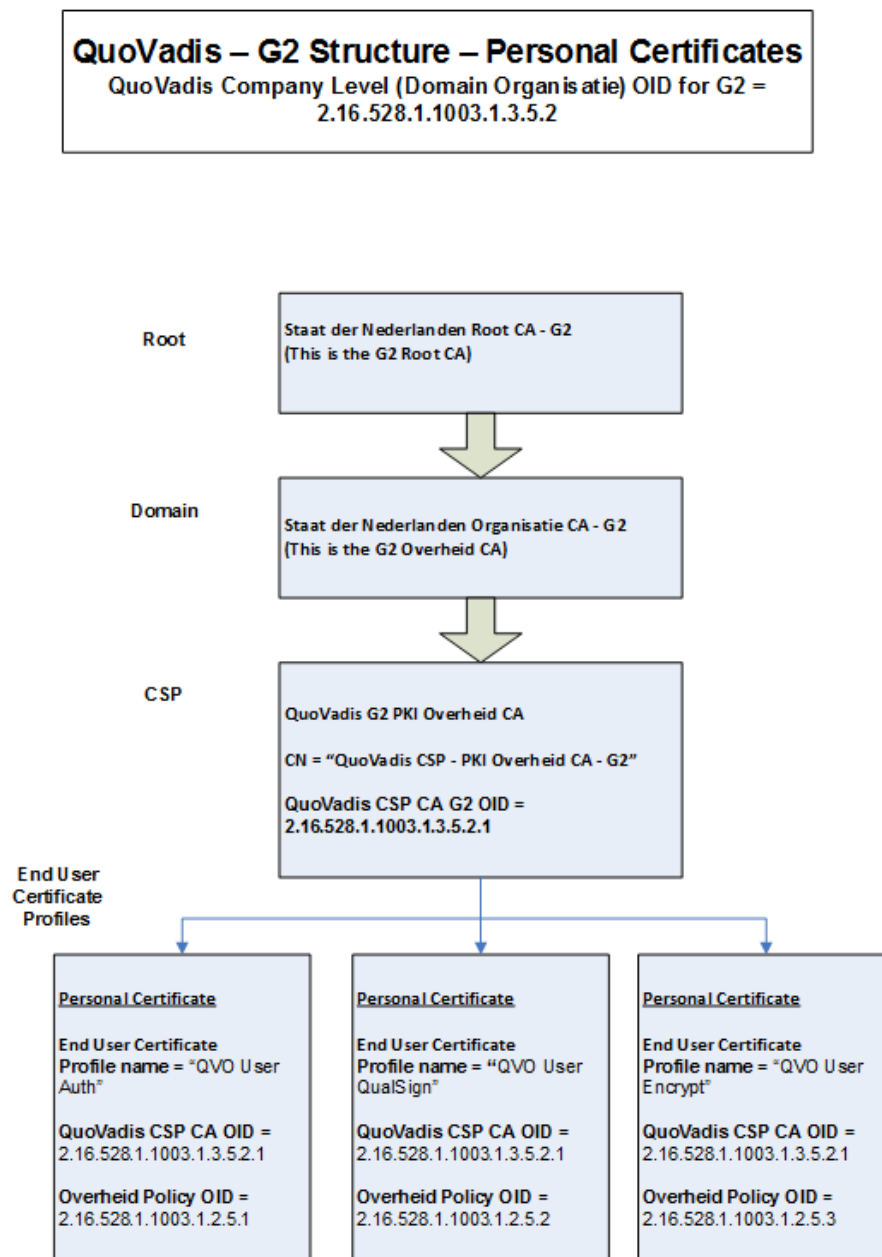 QuoVadis – G2 Structure – Personal Certificates
QuoVadis Company Level (Domain Organisatie) OID for G2 =
2.16.528.1.1003.1.3.5.2
Root
Staat der Nederlanden Root CA - G2
(This is the G2 Root CA)
Domain
Staat der Nederlanden Organisatie CA - G2
(This is the G2 Overheid CA)
CSP
QuoVadis G2 PKI Overheid CA
CN = “QuoVadis CSP - PKI Overheid CA - G2”
QuoVadis CSP CA G2 OID =
2.16.528.1.1003.1.3.5.2.1
End User
Certificate
Profiles
Personal Certificate
End User Certificate
Profile name = “QVO User
Auth”
QuoVadis CSP CA OID =
2.16.528.1.1003.1.3.5.2.1
Overheid Policy OID =
2.16.528.1.1003.1.2.5.1
Personal Certificate
End User Certificate
Profile name = “QVO User
QualSign”
QuoVadis CSP CA OID =
2.16.528.1.1003.1.3.5.2.1
Overheid Policy OID =
2.16.528.1.1003.1.2.5.2
Personal Certificate
End User Certificate
Profile name = “QVO User
Encrypt”
QuoVadis CSP CA OID =
2.16.528.1.1003.1.3.5.2.1
Overheid Policy OID =
2.16.528.1.1003.1.2.5.3